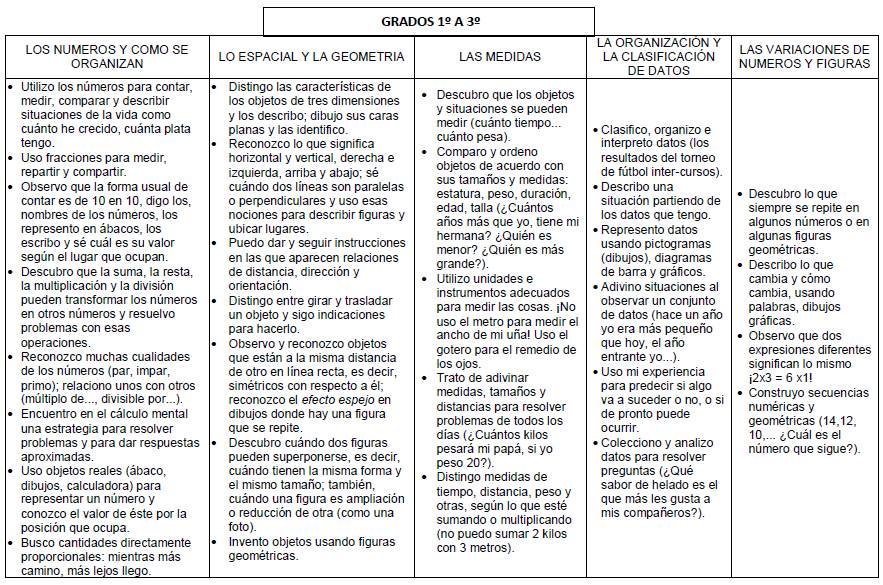 GRADOS 1º A 3º
LOS NUMEROS Y COMO SE
ORGANIZAN
• Utilizo los números para contar,
medir, comparar y describir
situaciones de la vida como
cuánto he crecido, cuánta plata
tengo.
• Uso fracciones para medir,
repartir y compartir.
• Observo que la forma usual de
contar es de 10 en 10, digo los,
nombres de los números, los
represento en ábacos, los
escribo y sé cuál es su valor
según el lugar que ocupan.
• Descubro que la suma, la resta,
la multiplicación y la división
pueden transformar los números
en otros números y resuelvo
problemas con esas
operaciones.
• Reconozco muchas cualidades
de los números (par, impar,
primo); relaciono unos con otros
(múltiplo de..., divisible por...).
• Encuentro en el cálculo mental
una estrategia para resolver
problemas y para dar respuestas
aproximadas.
• Uso objetos reales (ábaco,
dibujos, calculadora) para
representar un número y
conozco el valor de éste por la
posición que ocupa.
• Busco cantidades directamente
proporcionales: mientras más
camino, más lejos llego.
LO ESPACIAL Y LA GEOMETRIA
• Distingo las características de
los objetos de tres dimensiones
y los describo; dibujo sus caras
planas y las identifico.
• Reconozco lo que significa
horizontal y vertical, derecha e
izquierda, arriba y abajo; sé
cuándo dos líneas son paralelas
o perpendiculares y uso esas
nociones para describir figuras y
ubicar lugares.
• Puedo dar y seguir instrucciones
en las que aparecen relaciones
de distancia, dirección y
orientación.
• Distingo entre girar y trasladar
un objeto y sigo indicaciones
para hacerlo.
• Observo y reconozco objetos
que están a la misma distancia
de otro en línea recta, es decir,
simétricos con respecto a él;
reconozco el efecto espejo en
dibujos donde hay una figura
que se repite.
• Descubro cuándo dos figuras
pueden superponerse, es decir,
cuándo tienen la misma forma y
el mismo tamaño; también,
cuándo una figura es ampliación
o reducción de otra (como una
foto).
• Invento objetos usando figuras
geométricas.
LAS MEDIDAS
• Descubro que los objetos
y situaciones se pueden
medir (cuánto tiempo...
cuánto pesa).
• Comparo y ordeno
objetos de acuerdo con
sus tamaños y medidas:
estatura, peso, duración,
edad, talla (¿Cuántos
años más que yo, tiene mi
hermana? ¿Quién es
menor? ¿Quién es más
grande?).
• Utilizo unidades e
instrumentos adecuados
para medir las cosas. ¡No
uso el metro para medir el
ancho de mi uña! Uso el
gotero para el remedio de
los ojos.
• Trato de adivinar
medidas, tamaños y
distancias para resolver
problemas de todos los
días (¿Cuántos kilos
pesará mi papá, si yo
peso 20?).
• Distingo medidas de
tiempo, distancia, peso y
otras, según lo que esté
sumando o multiplicando
(no puedo sumar 2 kilos
con 3 metros).
LA ORGANIZACIÓN Y
LA CLASIFICACIÓN
DE DATOS
• Clasifico, organizo e
interpreto datos (los
resultados del torneo
de fútbol inter-cursos).
• Describo una
situación partiendo de
los datos que tengo.
• Represento datos
usando pictogramas
(dibujos), diagramas
de barra y gráficos.
• Adivino situaciones al
observar un conjunto
de datos (hace un año
yo era más pequeño
que hoy, el año
entrante yo...).
• Uso mi experiencia
para predecir si algo
va a suceder o no, o si
de pronto puede
ocurrir.
• Colecciono y analizo
datos para resolver
preguntas (¿Qué
sabor de helado es el
que más les gusta a
mis compañeros?).
LAS VARIACIONES DE
NUMEROS Y FIGURAS
• Descubro lo que
siempre se repite en
algunos números o en
algunas figuras
geométricas.
• Describo lo que
cambia y cómo
cambia, usando
palabras, dibujos
gráficas.
• Observo que dos
expresiones diferentes
significan lo mismo
¡2x3 = 6 x1!
• Construyo secuencias
numéricas y
geométricas (14,12,
10,... ¿Cuál es el
número que sigue?).